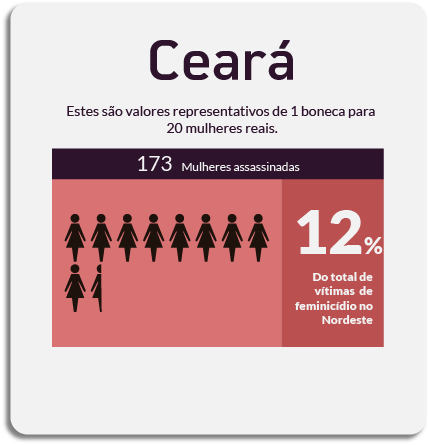 Ceará
Estes são valores representativos de 1 boneca para
20 mulheres reais.
173 Mulheres assassinadas
12%
Do total de
vítimas de
feminicídio no
Nordeste